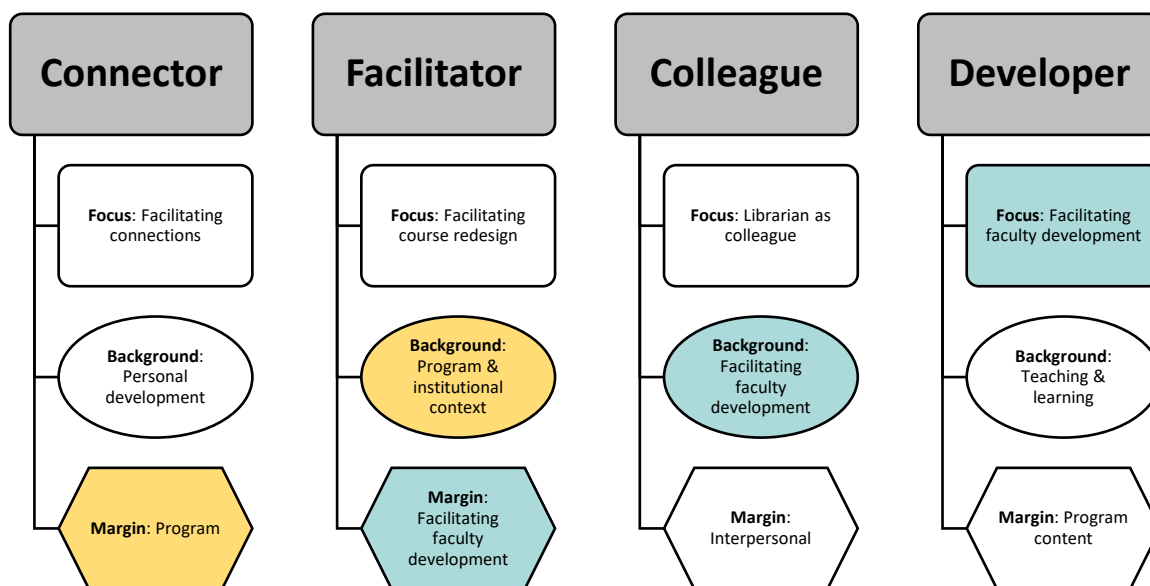 Connector
Facilitator
Colleague
Developer
Focus: Facilitating
connections
Focus: Facilitating
course redesign
Focus: Librarian as
colleague
Focus: Facilitating
faculty development
Background:
Personal
development
Background:
Program &
institutional
context
Background:
Facilitating
faculty
development
Background:
Teaching &
learning
Margin: Program
Margin:
Facilitating
faculty
development
Margin:
Interpersonal
Margin: Program
content